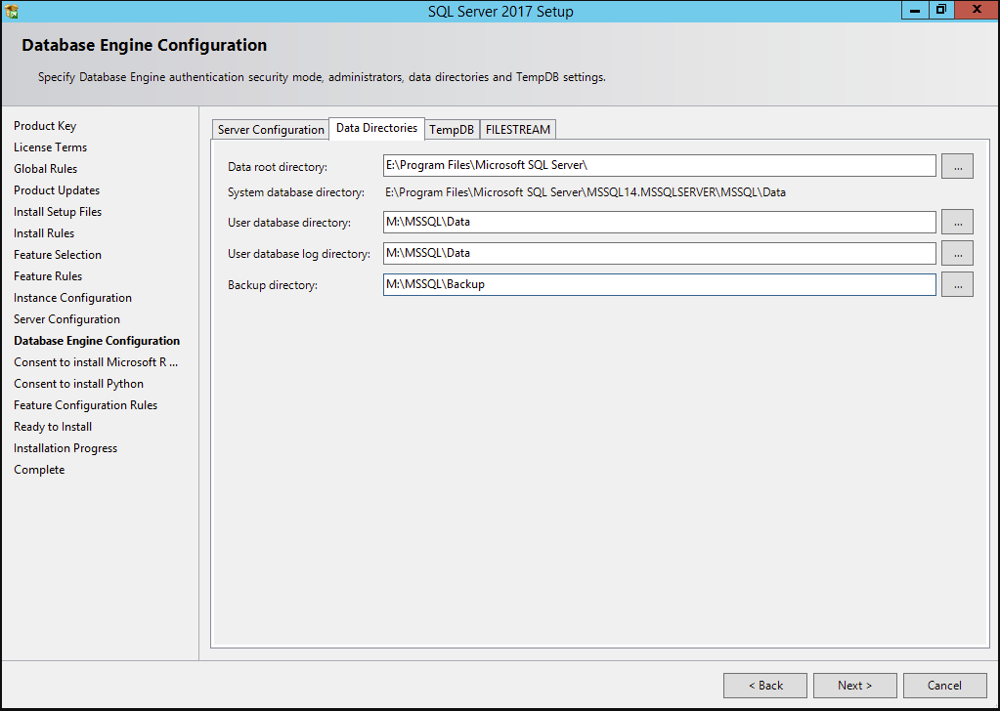 SQL Server 2017 Setup
Database Engine Configuration
Specify Database Engine authentication security mode, administrators, data directories and TempDB settings.
Product Key
License Terms
Global Rules
Product Updates
Install Setup Files
Install Rules
Feature Selection
Feature Rules
Instance Configuration
Server Configuration
Database Engine Configuration
Consent to install Microsoft R ...
Consent to install Python
Feature Configuration Rules
Ready to Install
Installation Progress
Complete
Server Configuration Data Directories TempDB FILESTREAM
Data root directory: E:\Program Files\Microsoft SQL Server\ ...
System database directory: E:\Program Files\Microsoft SQL Server\MSSQL14.MSSQLSERVER\MSSQL\Data
User database directory: M:\MSSQL\Data ...
User database log directory: M:\MSSQL\Data ...
Backup directory: M:\MSSQL\Backup ...
< Back Next > Cancel